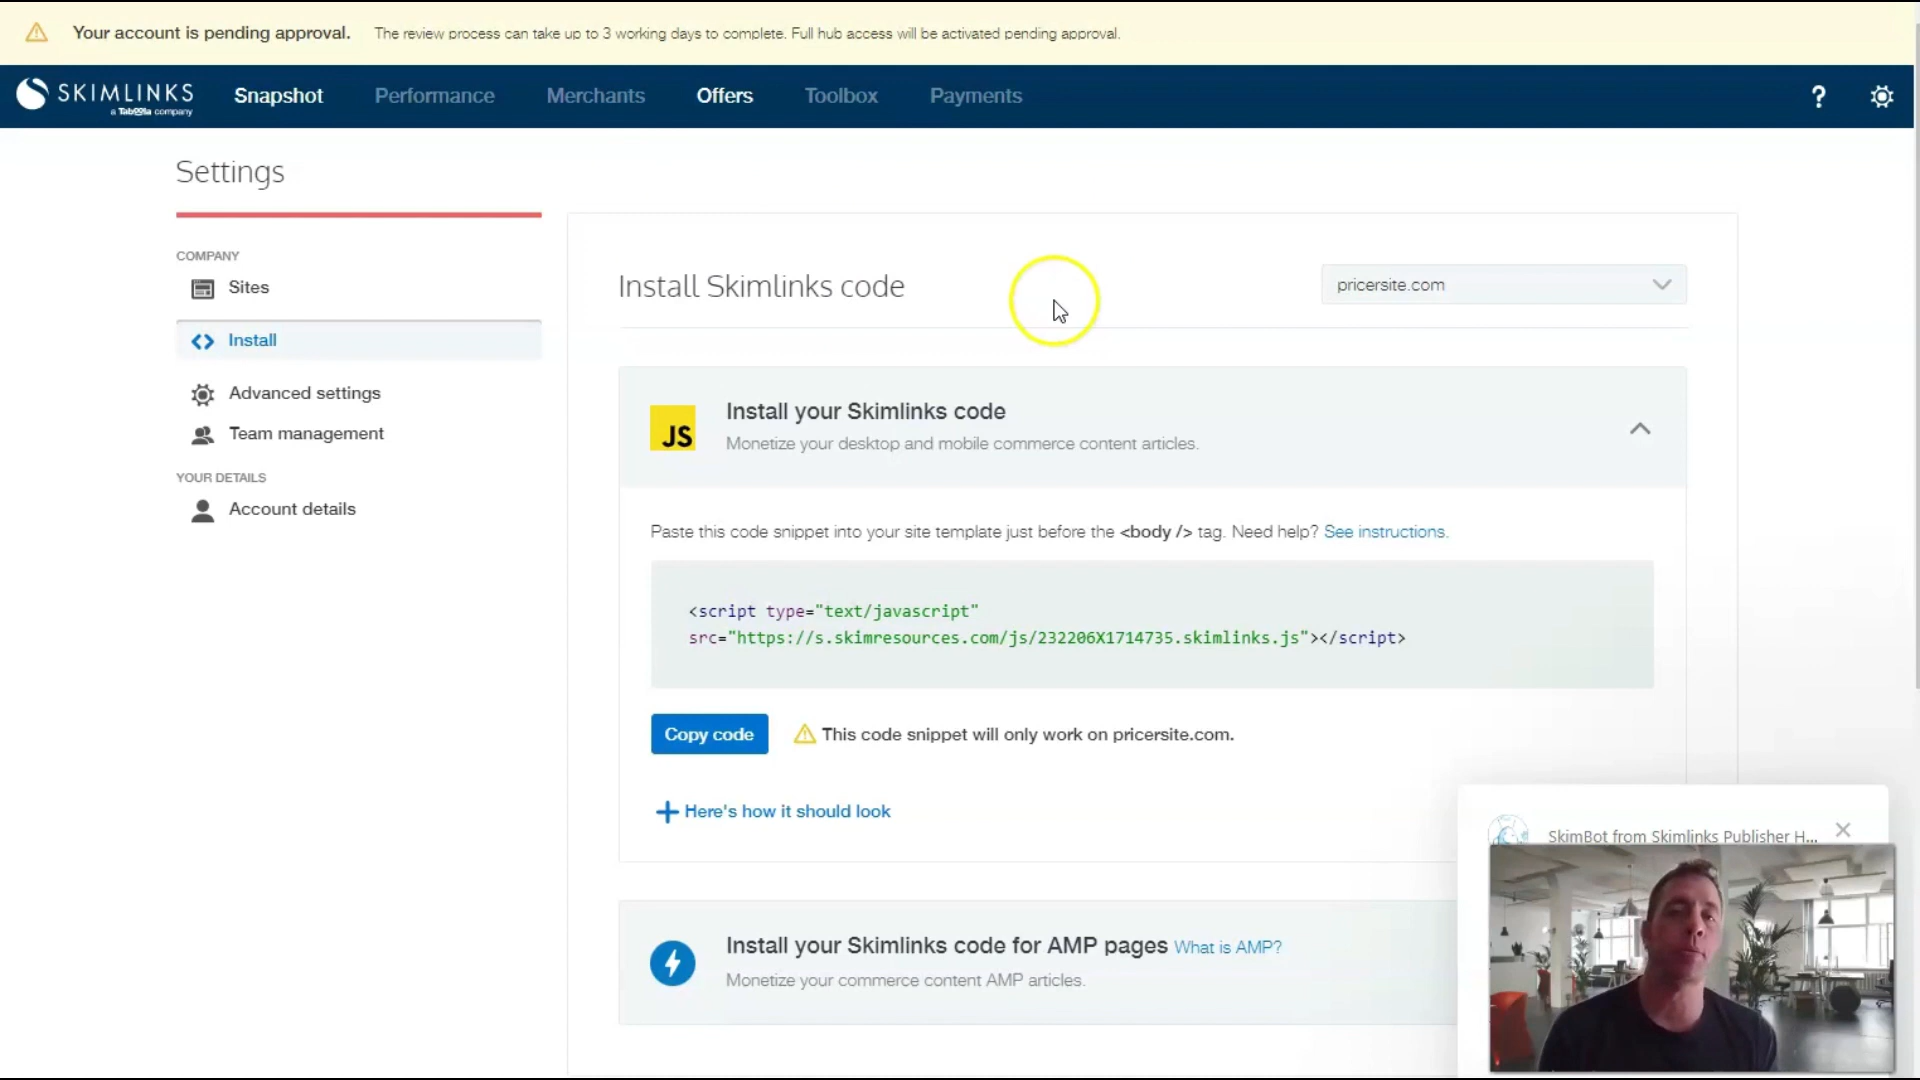 Your account is pending approval. The review process can take up to 3 working days to complete. Full hub access will be activated pending approval.
SKIMLINKS
a Taboola company
Snapshot
Performance
Merchants
Offers
Toolbox
Payments
?
Settings
COMPANY
Sites
Install
Advanced settings
Team management
YOUR DETAILS
Account details
Install Skimlinks code
pricersite.com
JS
Install your Skimlinks code
Monetize your desktop and mobile commerce content articles.
Paste this code snippet into your site template just before the <body /> tag. Need help? See instructions.
<script type="text/javascript"
src="https://s.skimresources.com/js/232206X1714735.skimlinks.js"></script>
Copy code
This code snippet will only work on pricersite.com.
Here's how it should look
Install your Skimlinks code for AMP pages What is AMP?
Monetize your commerce content AMP articles.
SkimBot from Skimlinks Publisher H...